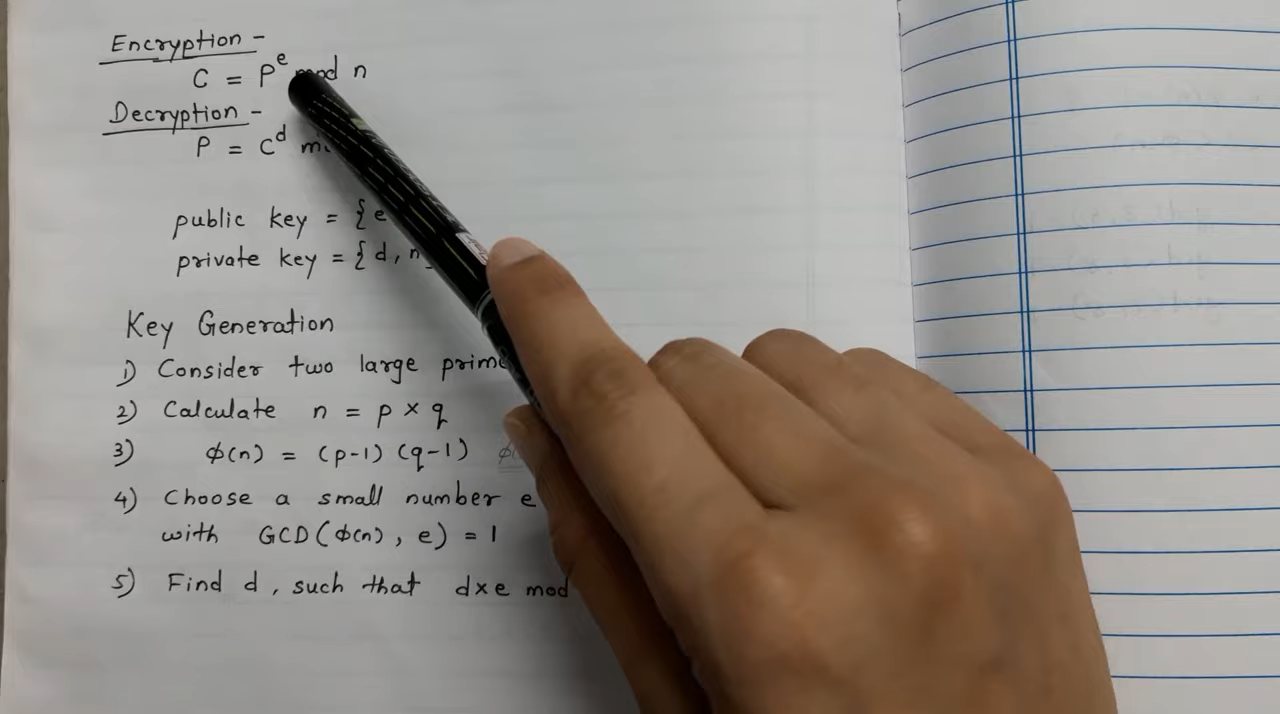 Encryption -
C = P^e mod n
Decryption -
P = C^d
public key = { e
private key = { d, n
Key Generation
1) Consider two large prime
2) Calculate n = p × q
3) φ(n) = (p-1) (q-1)
4) Choose a small number e
with GCD(φ(n), e) = 1
5) Find d, such that d×e mod